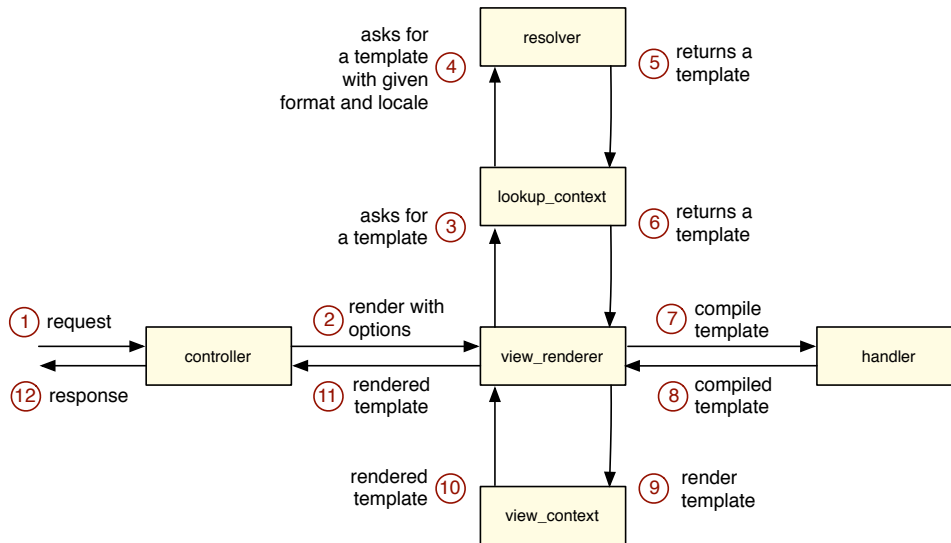 resolver
asks for
a template
with given
format and locale
4
5
returns a
template
lookup_context
asks for
a template
3
6
returns a
template
1
request
2
render with
options
7
compile
template
controller
view_renderer
handler
12
response
11
rendered
template
8
compiled
template
rendered
template
10
9
render
template
view_context